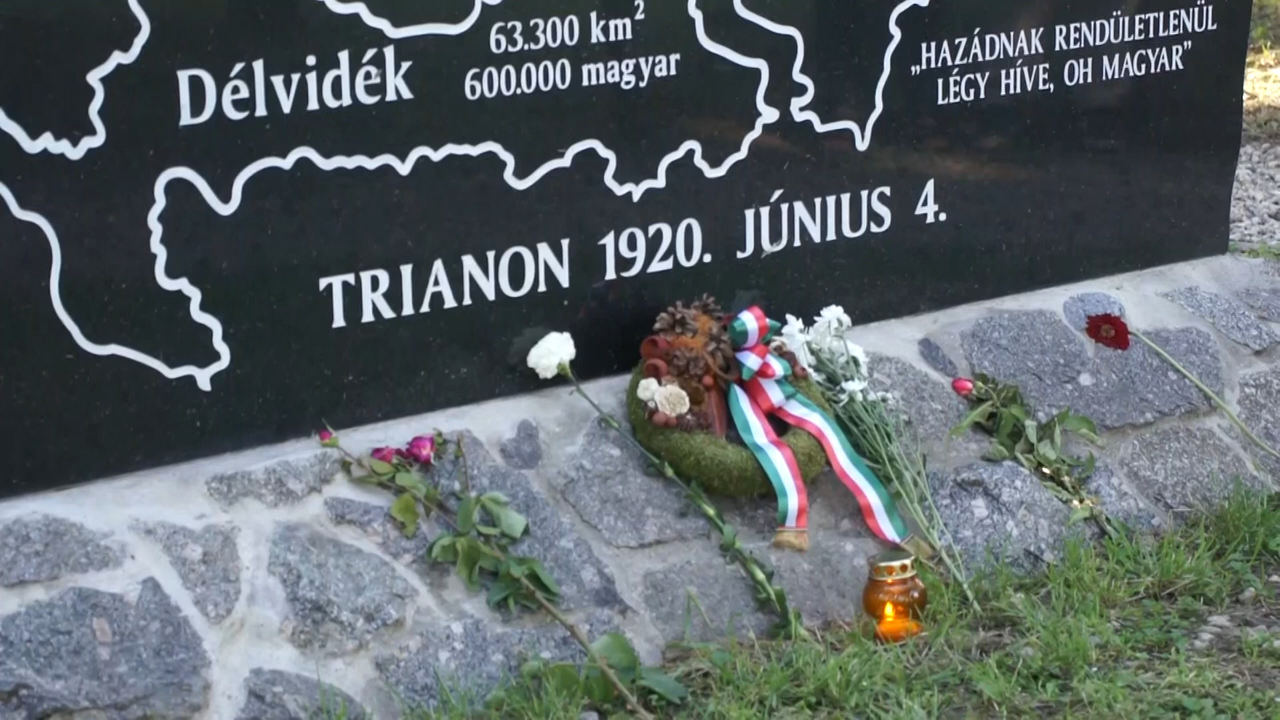 Délvidék
63.300 km²
600.000 magyar
„HAZÁDNAK RENDÜLETLENÜL
LÉGY HÍVE, OH MAGYAR”
TRIANON 1920. JÚNIUS 4.